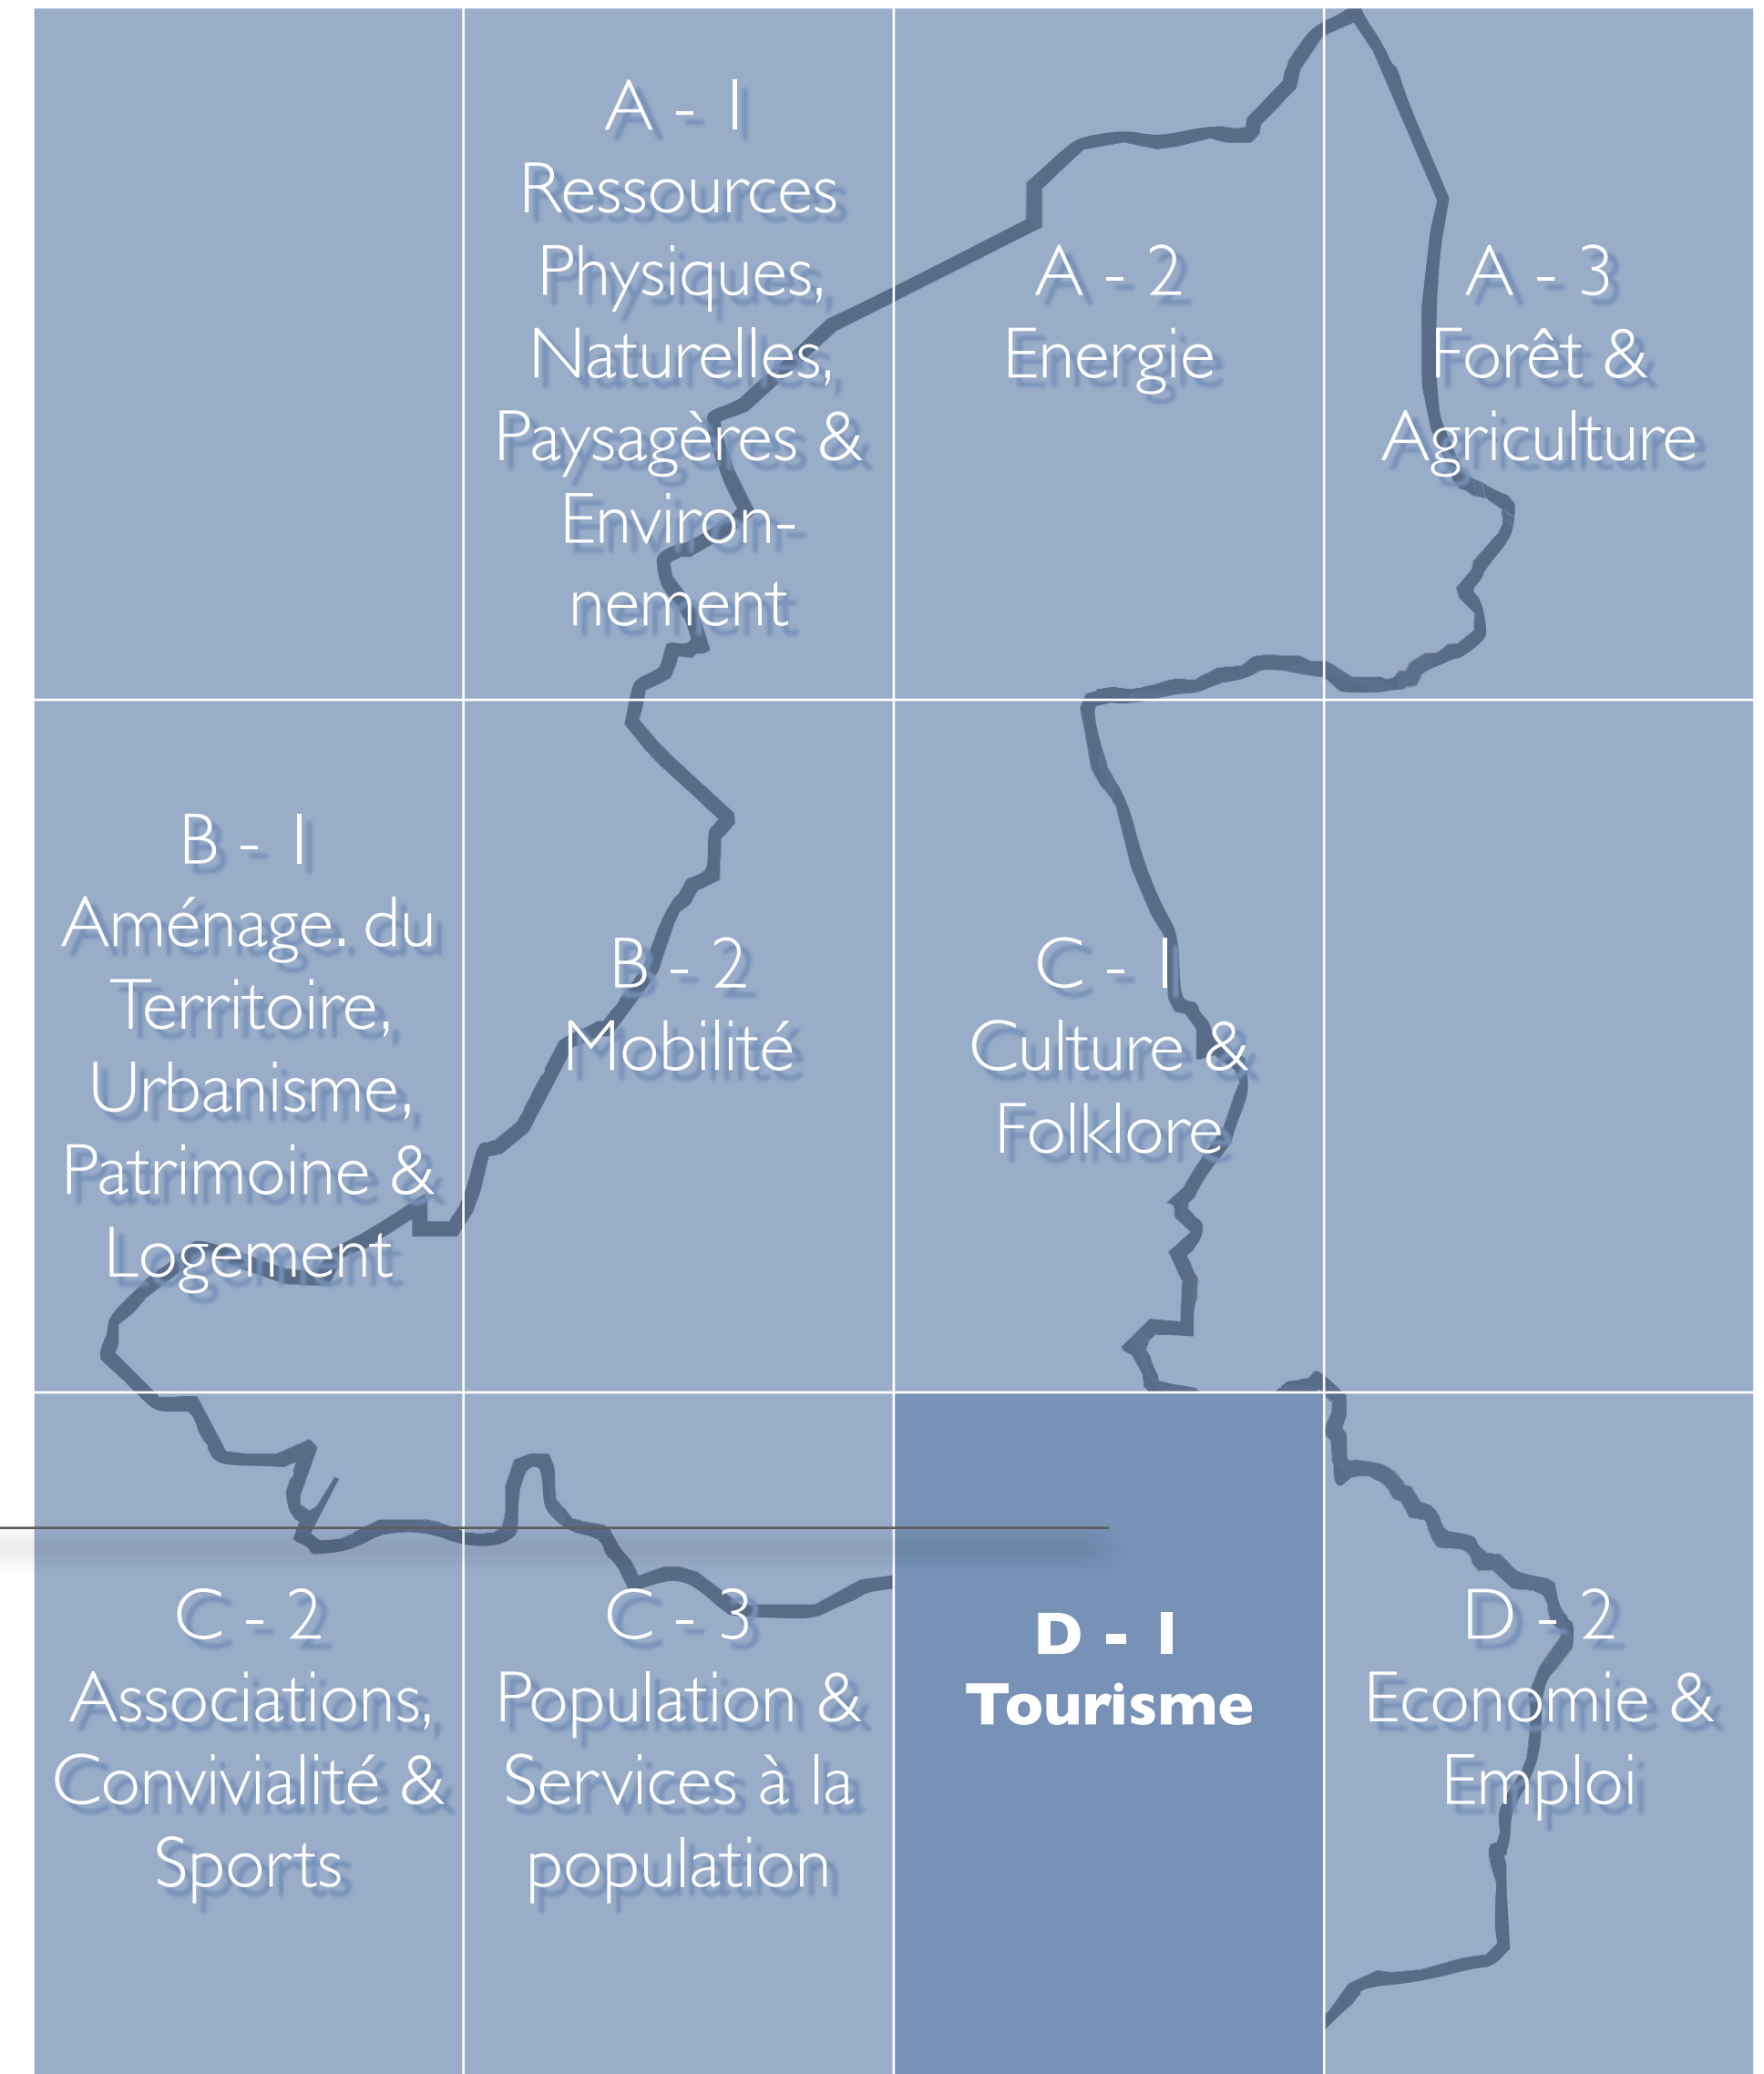 A - 1
Ressources
Physiques,
Naturelles,
Paysagères &
Environ-
nement
A - 2
Energie
A - 3
Forêt &
Agriculture
B - 1
Aménage. du
Territoire,
Urbanisme,
Patrimoine &
Logement
B - 2
Mobilité
C - 1
Culture &
Folklore
C - 2
Associations,
Convivialité &
Sports
C - 3
Population &
Services à la
population
D - 1
Tourisme
D - 2
Economie &
Emploi